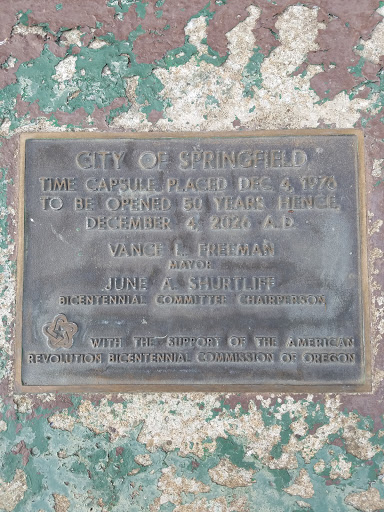 CITY OF SPRINGFIELD
TIME CAPSULE PLACED DEC. 4, 1976
TO BE OPENED 50 YEARS HENCE,
DECEMBER 4, 2026 A.D.
VANCE L. FREEMAN
MAYOR
JUNE A. SHURTLIFF
BICENTENNIAL COMMITTEE CHAIRPERSON
WITH THE SUPPORT OF THE AMERICAN
REVOLUTION BICENTENNIAL COMMISSION OF OREGON